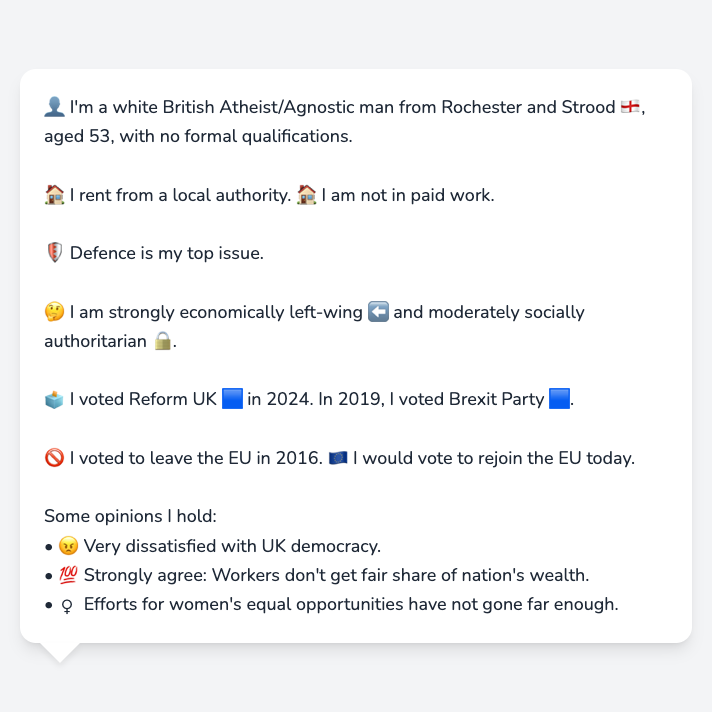 👤 I'm a white British Atheist/Agnostic man from Rochester and Strood 🏴󠁧󠁢󠁥󠁮󠁧󠁿,
aged 53, with no formal qualifications.
🏠 I rent from a local authority. 🏠 I am not in paid work.
🛡️ Defence is my top issue.
🤔 I am strongly economically left-wing ⬅️ and moderately socially
authoritarian 🔒.
🗳️ I voted Reform UK 🟦 in 2024. In 2019, I voted Brexit Party 🟦.
🚫 I voted to leave the EU in 2016. 🇪🇺 I would vote to rejoin the EU today.
Some opinions I hold:
• 😠 Very dissatisfied with UK democracy.
• 💯 Strongly agree: Workers don't get fair share of nation's wealth.
• ♀ Efforts for women's equal opportunities have not gone far enough.